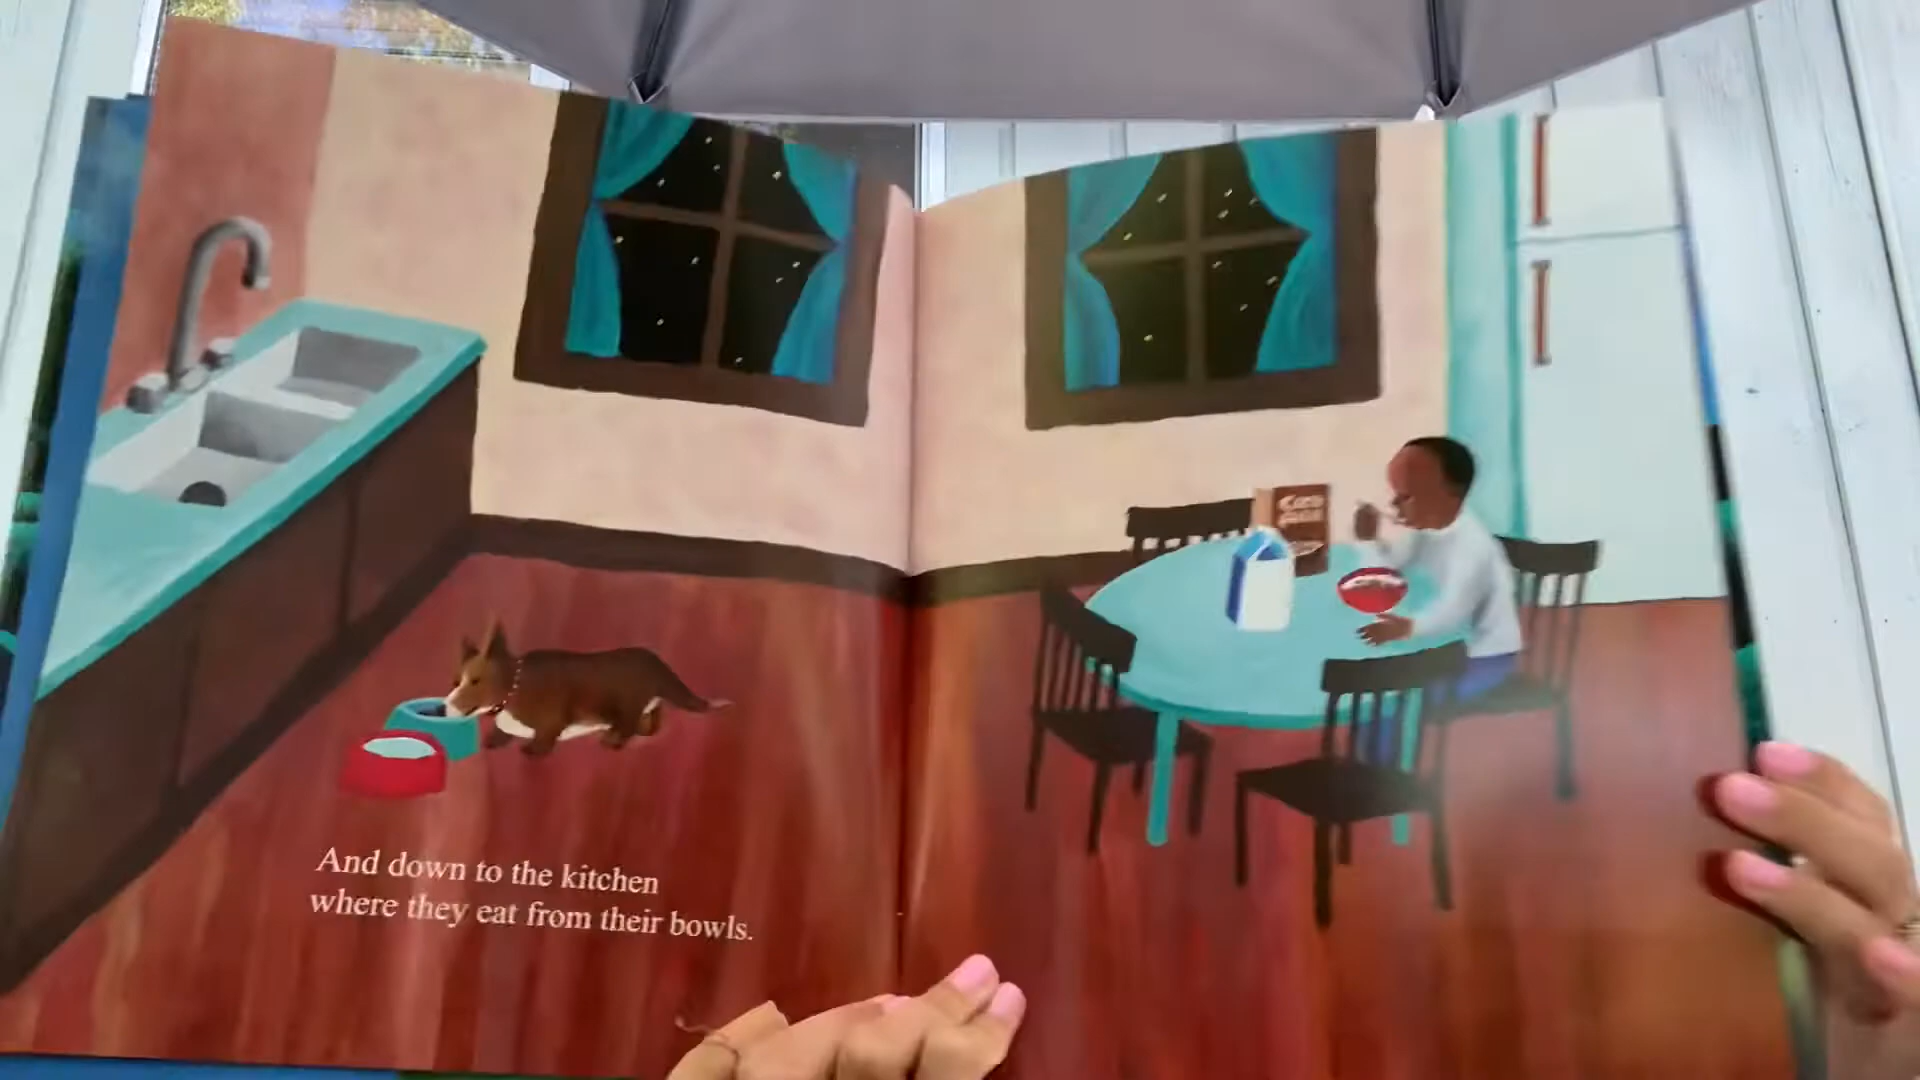 And down to the kitchen
where they eat from their bowls.